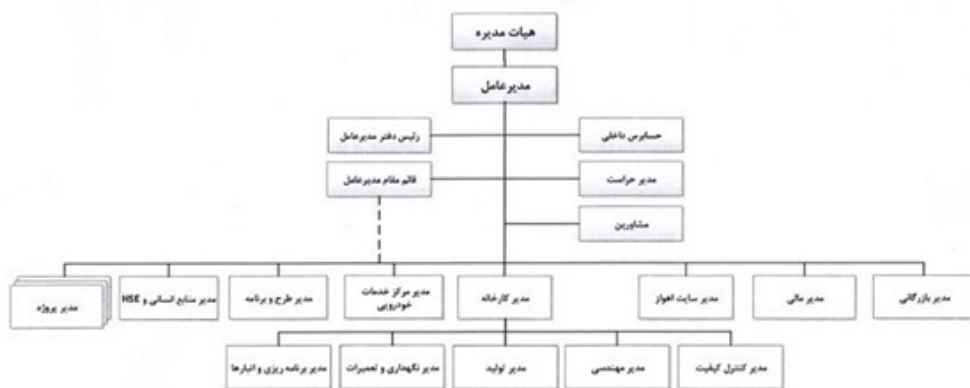 هیات مدیره
مدیرعامل
حسابرس داخلی
رئیس دفتر مدیرعامل
مدیر حراست
قائم مقام مدیرعامل
مشاورین
مدیر بازرگانی
مدیر مالی
مدیر سایت اهواز
مدیر کارخانه
مدیر مرکز خدمات
خودرویی
مدیر طرح و برنامه
مدیر منابع انسانی و HSE
مدیر پروژه
مدیر کنترل کیفیت
مدیر مهندسی
مدیر تولید
مدیر نگهداری و تعمیرات
مدیر برنامه ریزی و انبارها